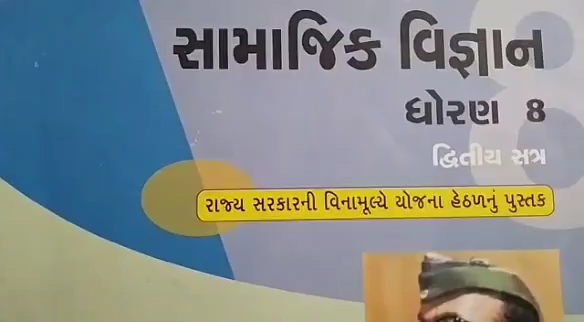 સામાજિક વિજ્ઞાન
ધોરણ 8
દ્વિતીય સત્ર
રાજ્ય સરકારની વિનામૂલ્યે યોજના હેઠળનું પુસ્તક